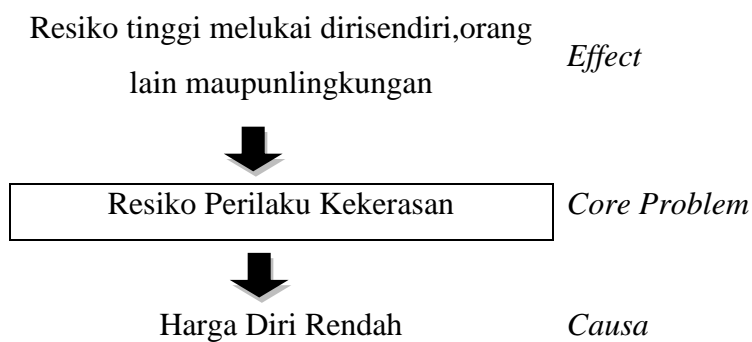 Resiko tinggi melukai dirisendiri,orang
lain maupunlingkungan
Effect
Resiko Perilaku Kekerasan
Core Problem
Harga Diri Rendah
Causa